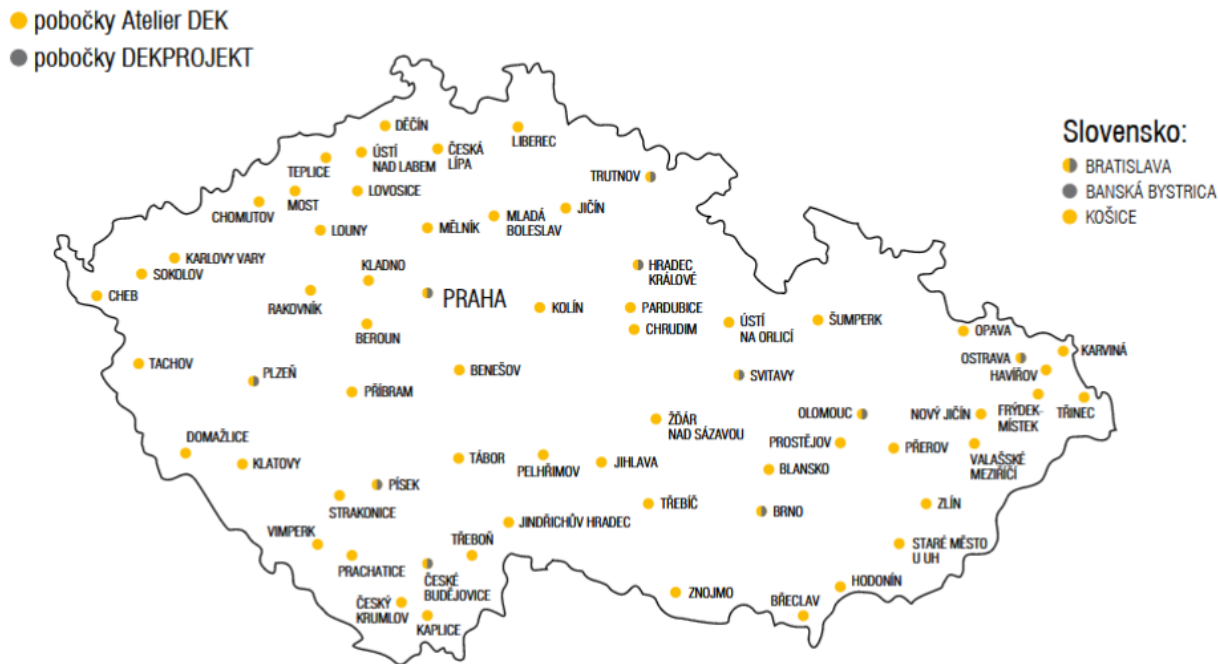 pobočky Atelier DEK
pobočky DEKPROJEKT
Slovensko:
BRATISLAVA
BANSKÁ BYSTRICA
KOŠICE
DĚČÍN
LIBEREC
ÚSTÍ
NAD LABEM
ČESKÁ
LÍPA
TEPLICE
TRUTNOV
MOST
LOVOSICE
CHOMUTOV
JIČÍN
MLADÁ
BOLESLAV
LOUNY
MĚLNÍK
KARLOVY VARY
SOKOLOV
KLADNO
HRADEC
KRÁLOVÉ
CHEB
RAKOVNÍK
PRAHA
KOLÍN
PARDUBICE
CHRUDIM
ÚSTÍ
NA ORLICÍ
ŠUMPERK
BEROUN
OPAVA
KARVINÁ
OSTRAVA
HAVÍŘOV
TACHOV
PLZEŇ
BENEŠOV
SVITAVY
PŘÍBRAM
FRÝDEK-
MÍSTEK
TŘINEC
OLOMOUC
NOVÝ JIČÍN
ŽĎÁR
NAD SÁZAVOU
PROSTĚJOV
PŘEROV
VALAŠSKÉ
MEZIŘÍČÍ
DOMAŽLICE
KLATOVY
TÁBOR
PELHŘIMOV
JIHLAVA
BLANSKO
PÍSEK
STRAKONICE
TŘEBÍČ
BRNO
ZLÍN
JINDŘICHŮV HRADEC
VIMPERK
PRACHATICE
TŘEBOŇ
STARÉ MĚSTO
U UH
ČESKÉ
BUDĚJOVICE
HODONÍN
ZNOJMO
BŘECLAV
ČESKÝ
KRUMLOV
KAPLICE